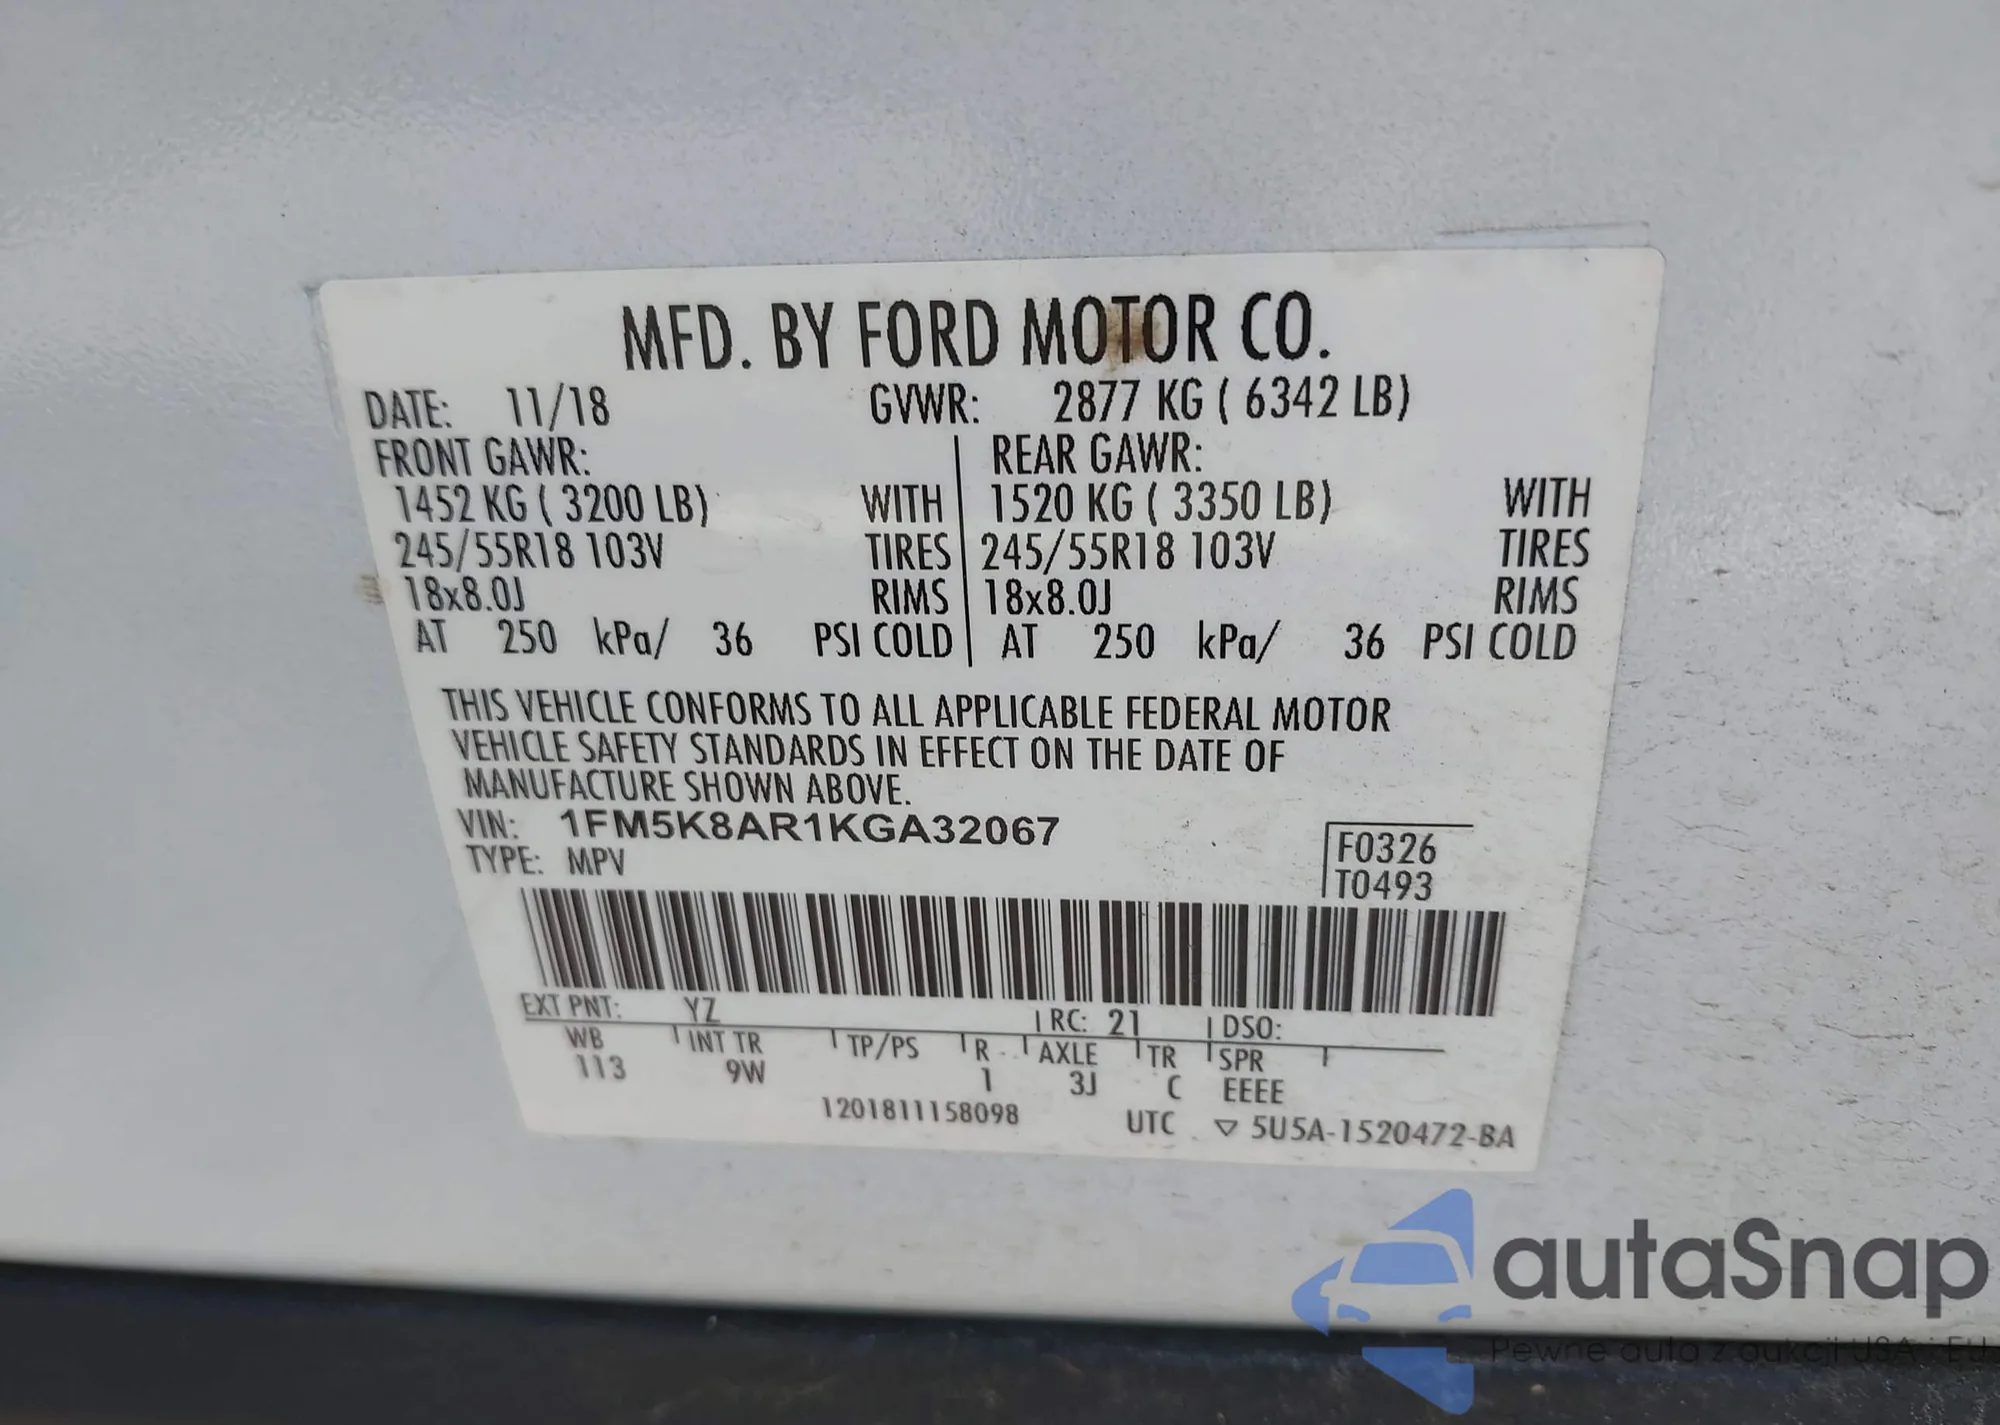 MFD. BY FORD MOTOR CO.
DATE: 11/18 GVWR: 2877 KG ( 6342 LB)
FRONT GAWR: REAR GAWR:
1452 KG ( 3200 LB) WITH 1520 KG ( 3350 LB) WITH
245/55R18 103V TIRES 245/55R18 103V TIRES
18x8.0J RIMS 18x8.0J RIMS
AT 250 kPa/ 36 PSI COLD AT 250 kPa/ 36 PSI COLD
THIS VEHICLE CONFORMS TO ALL APPLICABLE FEDERAL MOTOR
VEHICLE SAFETY STANDARDS IN EFFECT ON THE DATE OF
MANUFACTURE SHOWN ABOVE.
VIN: 1FM5K8AR1KGA32067
TYPE: MPV
F0326
T0493
EXT PNT: YZ RC: 21 DSO:
WB INT TR TP/PS R AXLE TR SPR
113 9W 1 3J C EEEE
1201811158098 UTC ▽ 5U5A-1520472-BA
autaSnap
Pewne auta z aukcji USA i EU